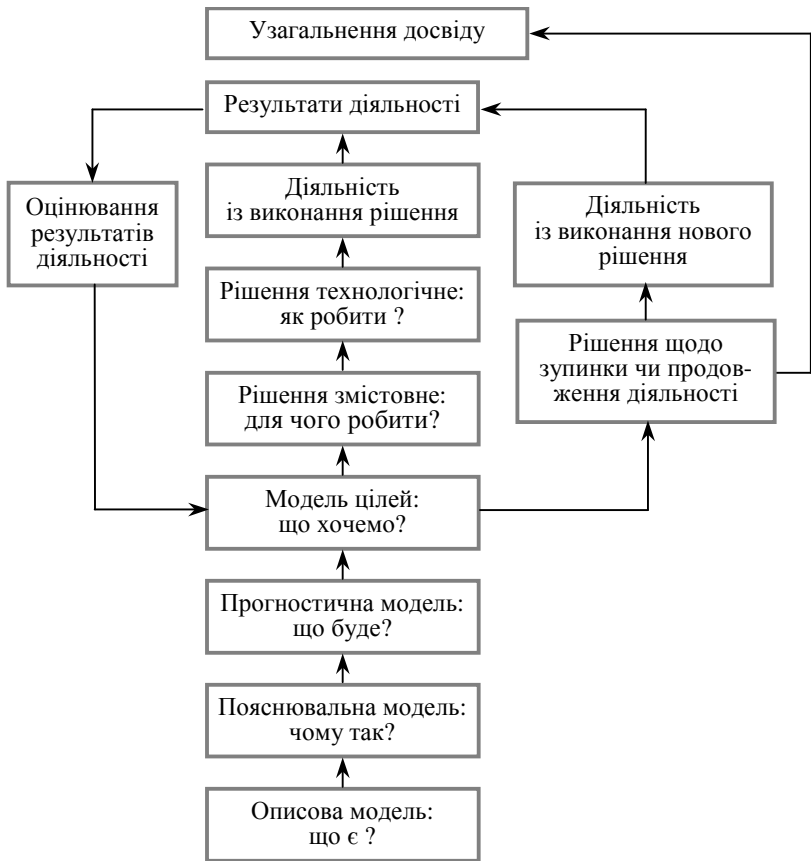 Узагальнення досвіду
Результати діяльності
Діяльність
із виконання рішення
Оцінювання
результатів
діяльності
Діяльність
із виконання нового
рішення
Рішення технологічне:
як робити ?
Рішення щодо
зупинки чи продов-
ження діяльності
Рішення змістовне:
для чого робити?
Модель цілей:
що хочемо?
Прогностична модель:
що буде?
Пояснювальна модель:
чому так?
Описова модель:
що є ?